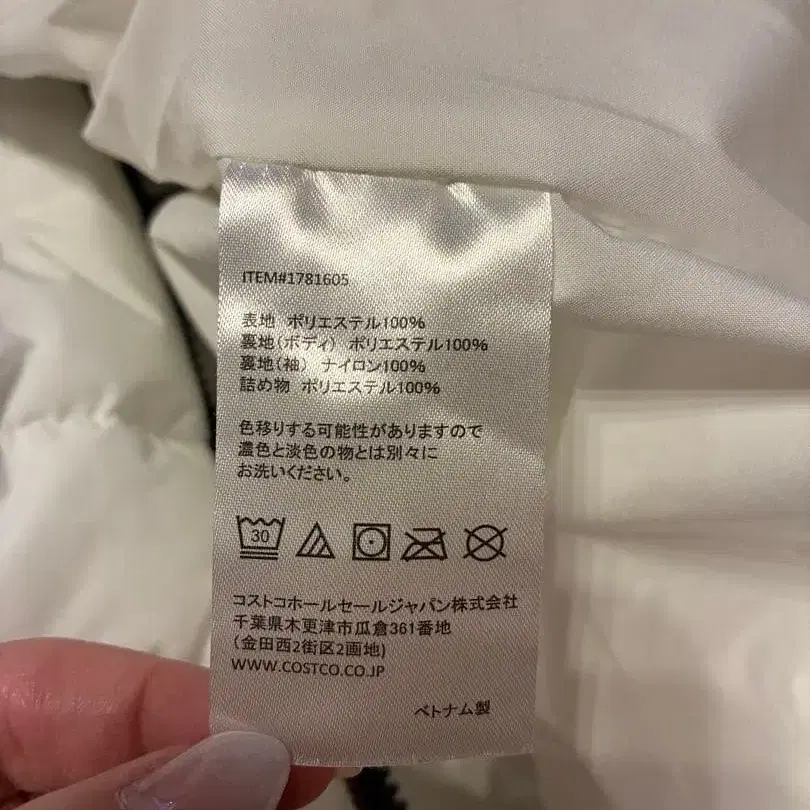 ITEM#1781605
表地 ポリエステル100%
裏地(ボディ) ポリエステル100%
裏地(袖) ナイロン100%
詰め物 ポリエステル100%
色移りする可能性がありますので
濃色と淡色の物とは別々に
お洗いください。
30
コストコホールセールジャパン株式会社
千葉県木更津市瓜倉361番地
(金田西2街区2画地)
WWW.COSTCO.CO.JP
ベトナム製